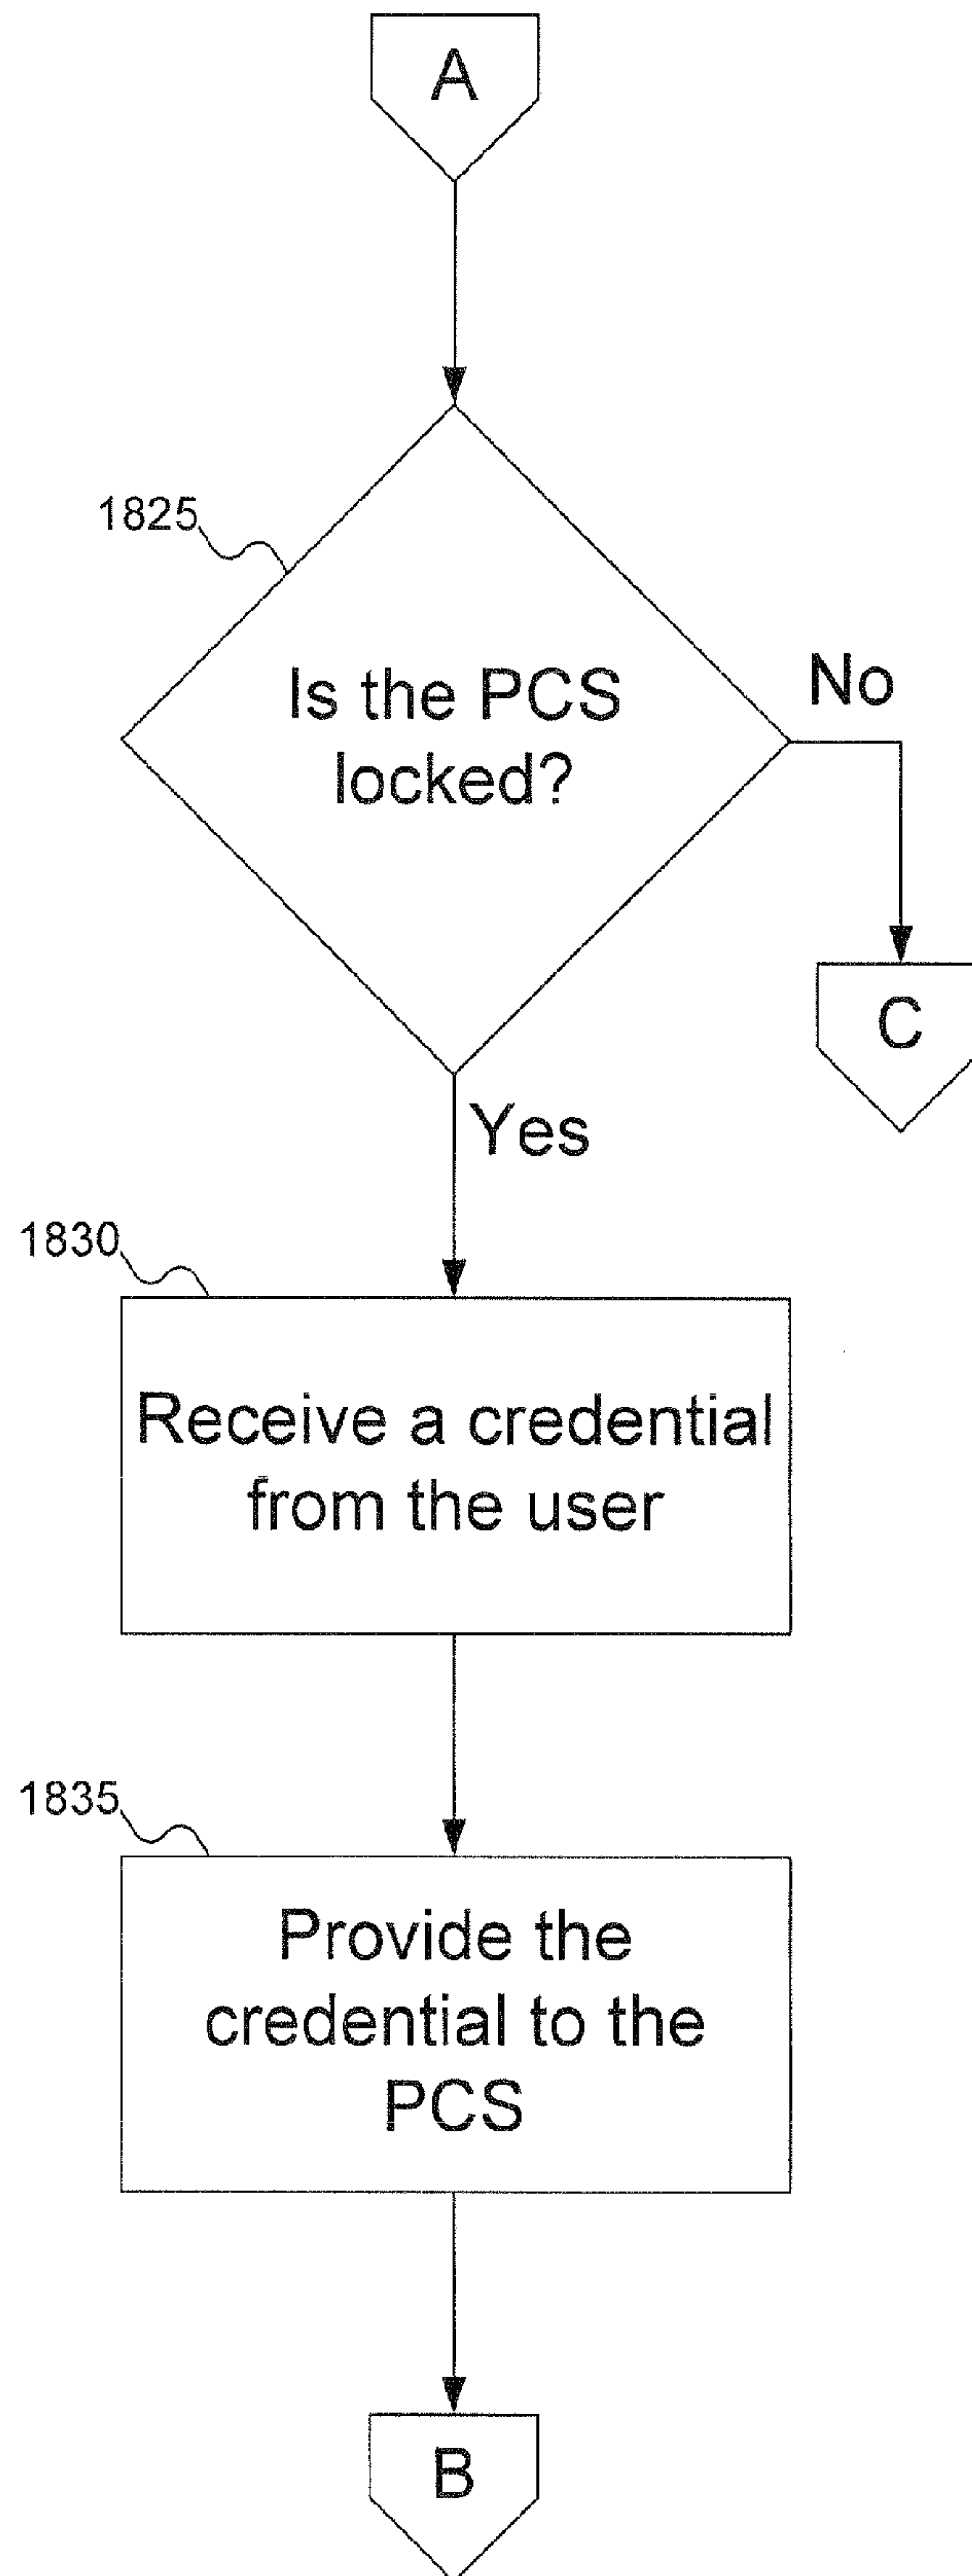 A
1825
Is the PCS
locked?
No
C
Yes
1830
Receive a credential
from the user
1835
Provide the
credential to the
PCS
B